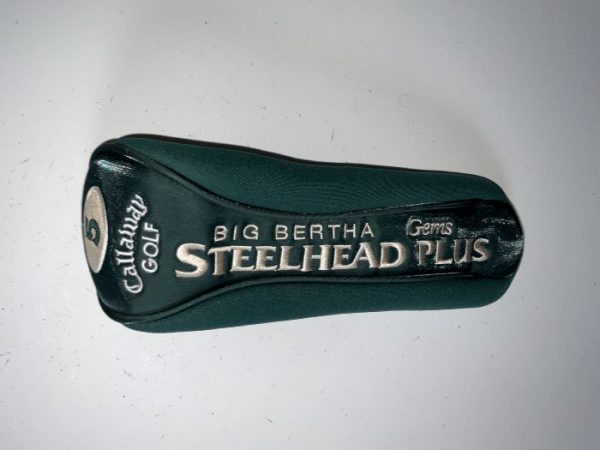 5
Callaway
GOLF
BIG BERTHA
Gems
STEELHEAD PLUS